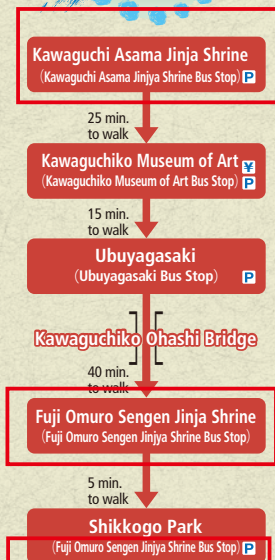 Kawaguchi Asama Jinja Shrine
(Kawaguchi Asama Jinjya Shrine Bus Stop) P
25 min.
to walk
Kawaguchiko Museum of Art ¥
(Kawaguchiko Museum of Art Bus Stop) P
15 min.
to walk
Ubuyagasaki
(Ubuyagasaki Bus Stop) P
Kawaguchiko Ohashi Bridge
40 min.
to walk
Fuji Omuro Sengen Jinja Shrine
(Fuji Omuro Sengen Jinjya Shrine Bus Stop)
5 min.
to walk
Shikkogo Park
(Fuji Omuro Sengen Jinjya Shrine Bus Stop) P